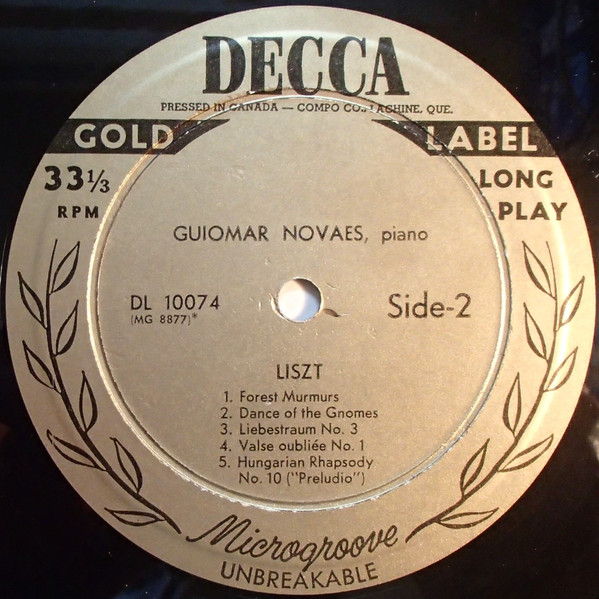 DECCA
PRESSED IN CANADA — COMPO CO. LACHINE, QUE.
GOLD LABEL
33⅓ LONG
RPM PLAY
GUIOMAR NOVAES, piano
DL 10074 Side-2
(MG 8877)*
LISZT
1. Forest Murmurs
2. Dance of the Gnomes
3. Liebestraum No. 3
4. Valse oubliée No. 1
5. Hungarian Rhapsody
No. 10 ("Preludio")
Microgroove
UNBREAKABLE